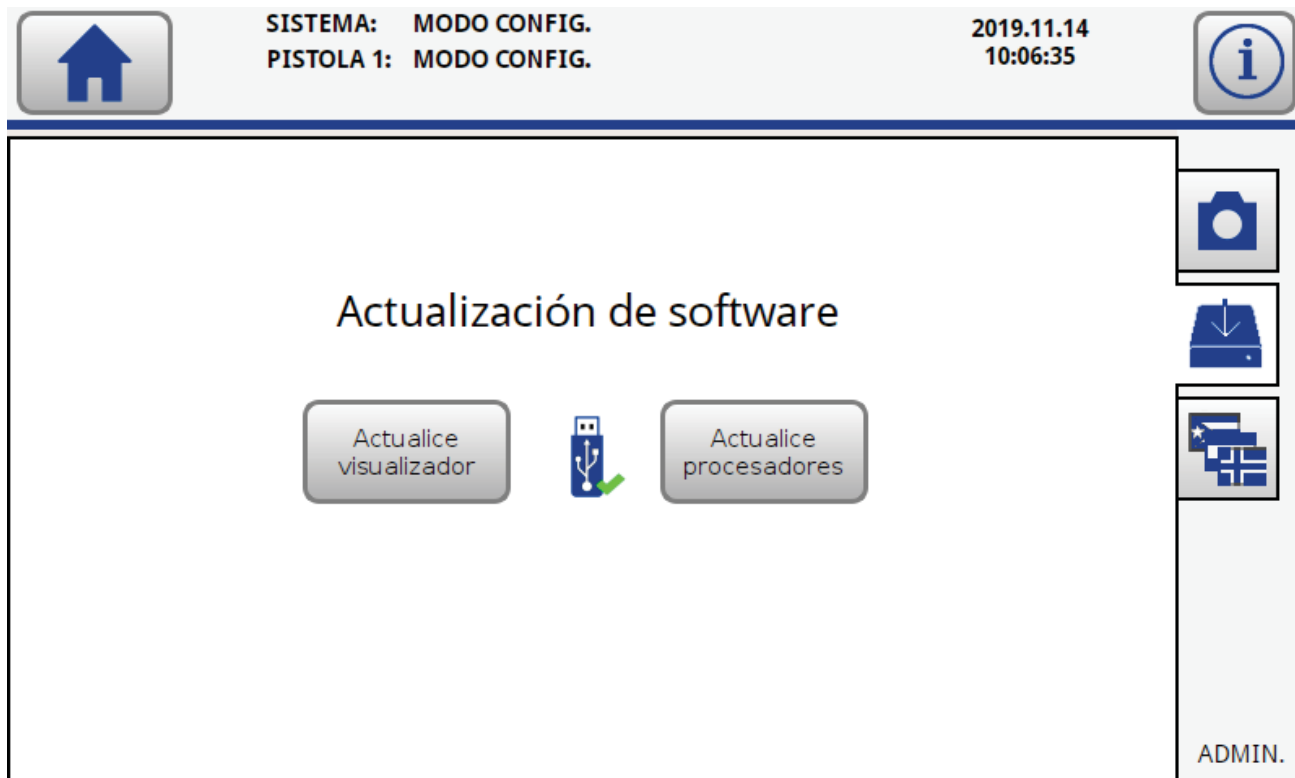 SISTEMA: MODO CONFIG.
PISTOLA 1: MODO CONFIG.
2019.11.14
10:06:35
Actualización de software
Actualice
visualizador
Actualice
procesadores
ADMIN.